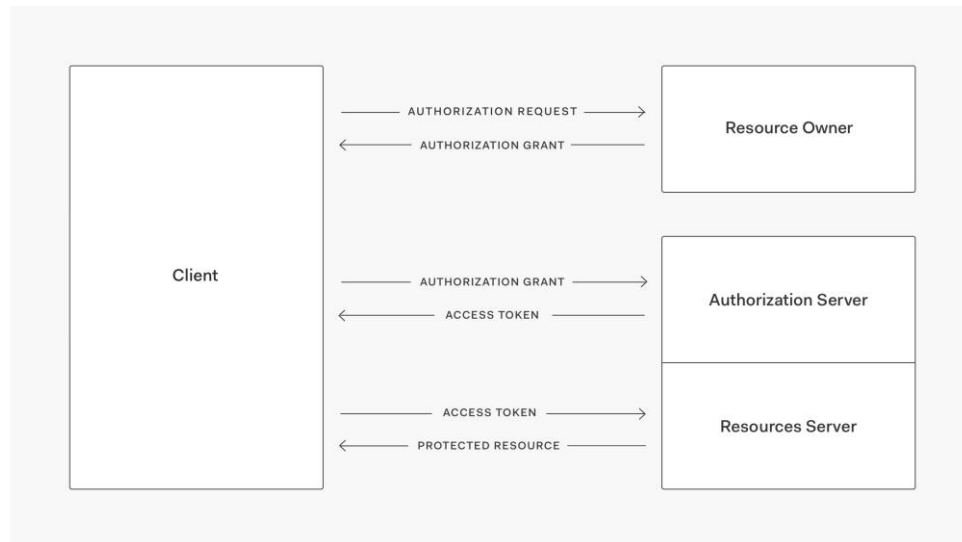 AUTHORIZATION REQUEST
AUTHORIZATION GRANT
Resource Owner
Client
AUTHORIZATION GRANT
ACCESS TOKEN
Authorization Server
ACCESS TOKEN
PROTECTED RESOURCE
Resources Server